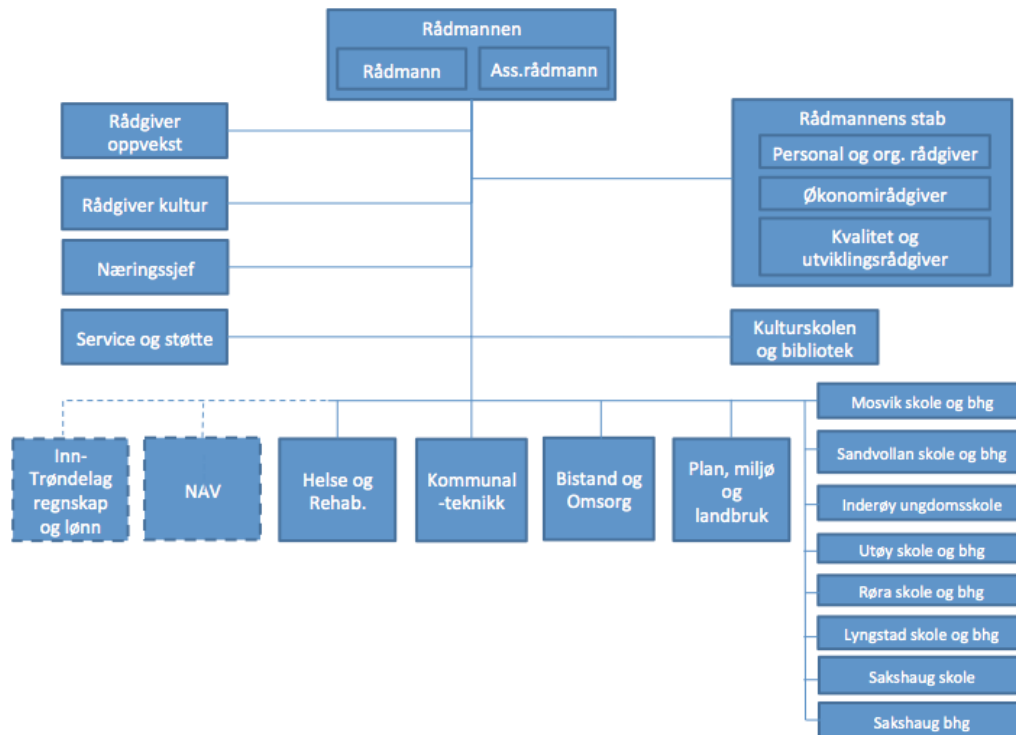 Rådmannen
Rådmann
Ass.rådmann
Rådgiver
oppvekst
Rådgiver kultur
Næringssjef
Service og støtte
Rådmannens stab
Personal og org. rådgiver
Økonomirådgiver
Kvalitet og
utviklingsrådgiver
Kulturskolen
og bibliotek
Inn-
Trøndelag
regnskap
og lønn
NAV
Helse og
Rehab.
Kommunal
-teknikk
Bistand og
Omsorg
Plan, miljø
og
landbruk
Mosvik skole og bhg
Sandvollan skole og bhg
Inderøy ungdomsskole
Utøy skole og bhg
Røra skole og bhg
Lyngstad skole og bhg
Sakshaug skole
Sakshaug bhg